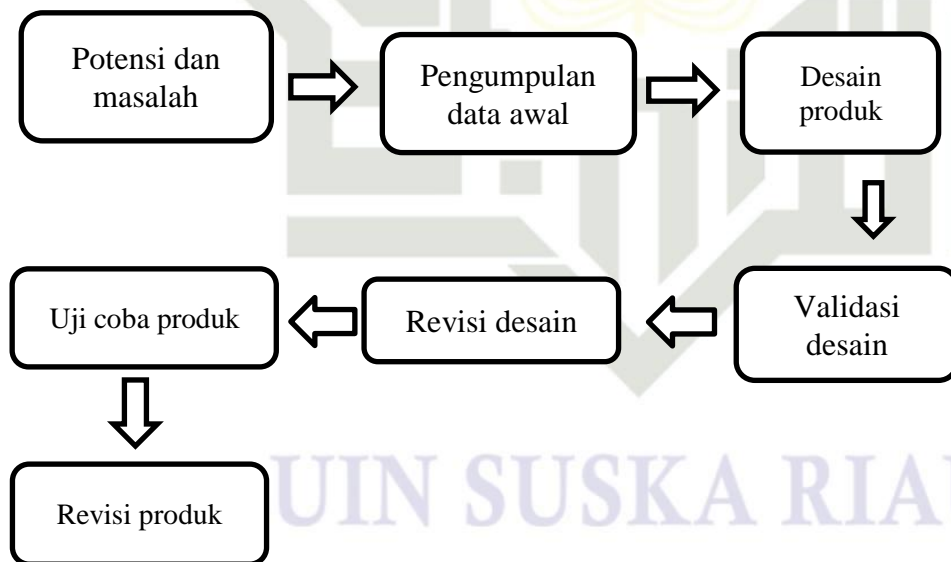 Potensi dan
masalah
Pengumpulan
data awal
Desain
produk
Validasi
desain
Revisi desain
Uji coba produk
Revisi produk
UIN SUSKA RIA